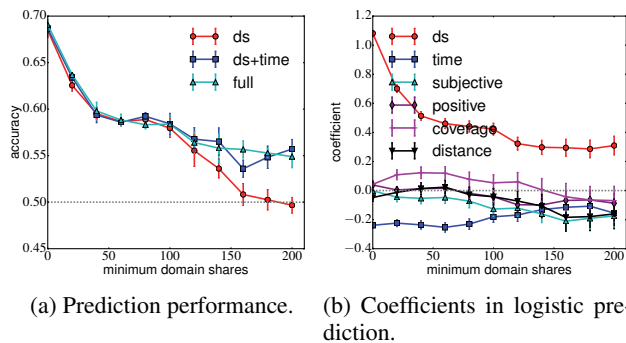 0.70
0.65
0.60
0.55
0.50
0.45
accuracy
ds
ds+time
full
0 50 100 150 200
minimum domain shares
1.2
1.0
0.8
0.6
0.4
0.2
0.0
−0.2
−0.4
coefficient
ds
time
subjective
positive
coverage
distance
0 50 100 150 200
minimum domain shares
(a) Prediction performance.
(b) Coefficients in logistic pre-
diction.